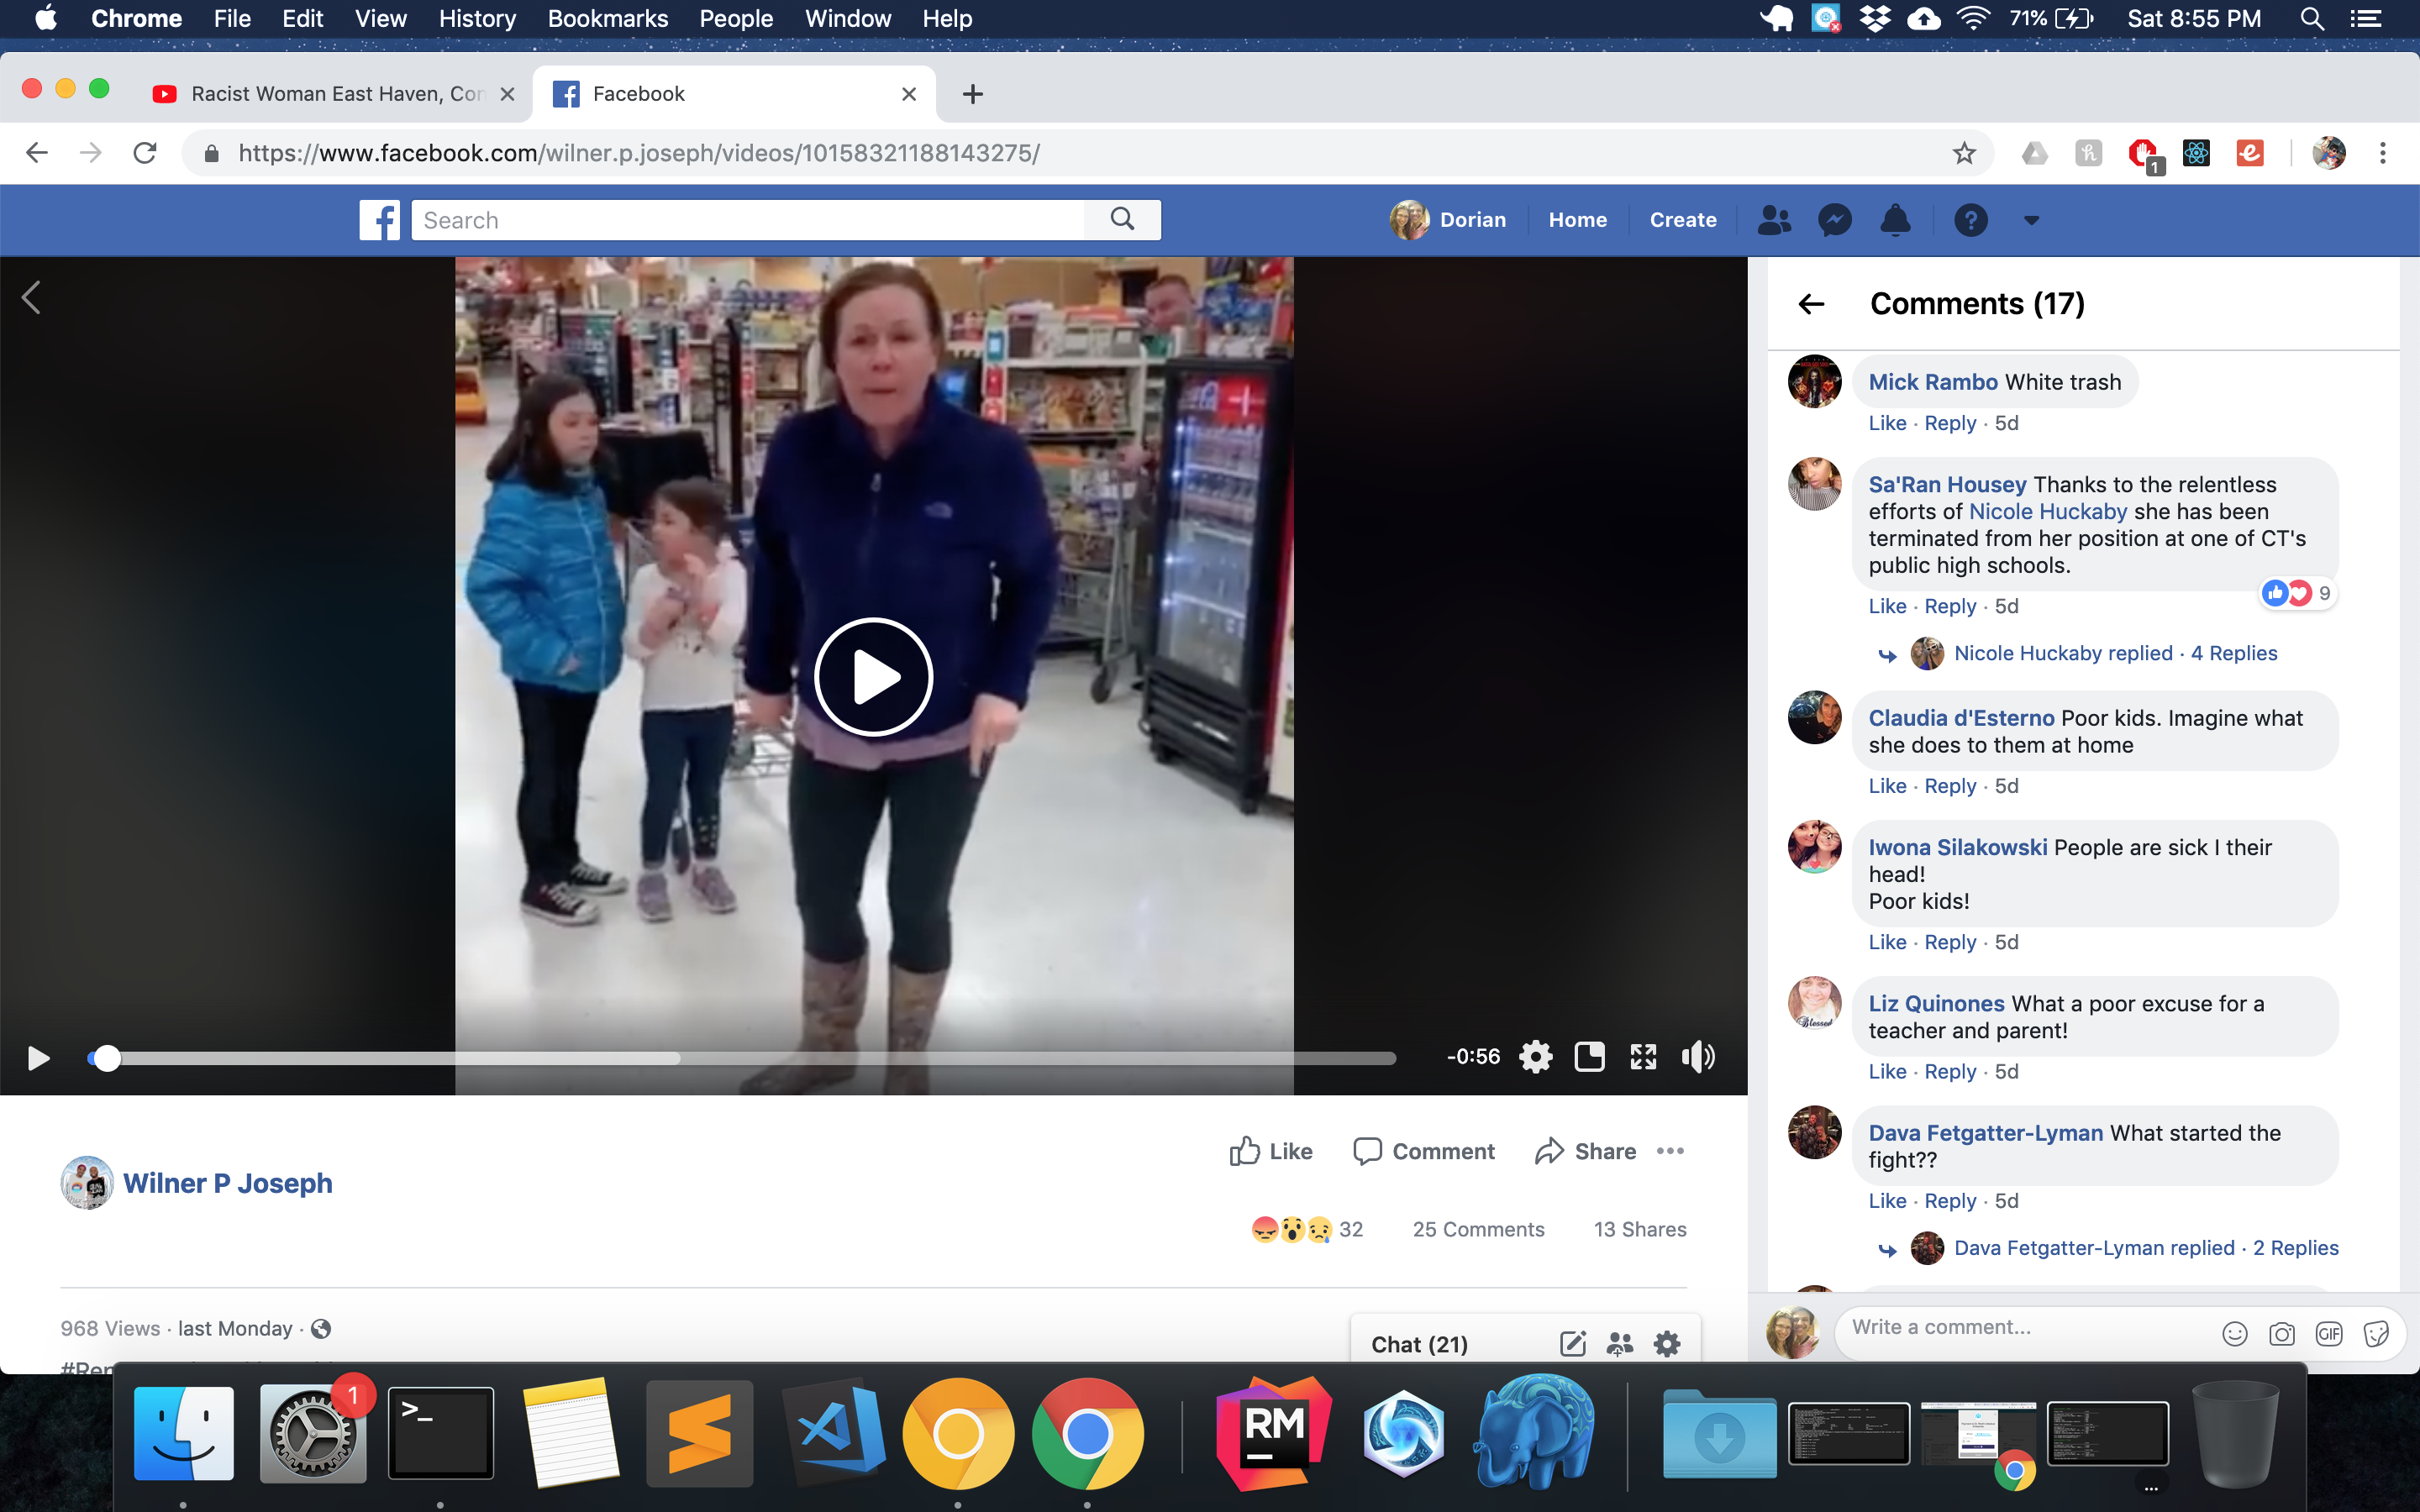 Chrome File Edit View History Bookmarks People Window Help 71% Sat 8:55 PM
Racist Woman East Haven, Con
Facebook
https://www.facebook.com/wilner.p.joseph/videos/10158321188143275/
1
Search
Dorian Home Create
Comments (17)
Mick Rambo White trash
Like · Reply · 5d
Sa'Ran Housey Thanks to the relentless
efforts of Nicole Huckaby she has been
terminated from her position at one of CT's
public high schools.
9
Like · Reply · 5d
Nicole Huckaby replied · 4 Replies
Claudia d'Esterno Poor kids. Imagine what
she does to them at home
Like · Reply · 5d
Iwona Silakowski People are sick I their
head!
Poor kids!
Like · Reply · 5d
Liz Quinones What a poor excuse for a
teacher and parent!
Like · Reply · 5d
Dava Fetgatter-Lyman What started the
fight??
Like · Reply · 5d
Dava Fetgatter-Lyman replied · 2 Replies
Write a comment...
GIF
-0:56
Like Comment Share
Wilner P Joseph
32 25 Comments 13 Shares
968 Views · last Monday ·
Chat (21)
1
>_
RM